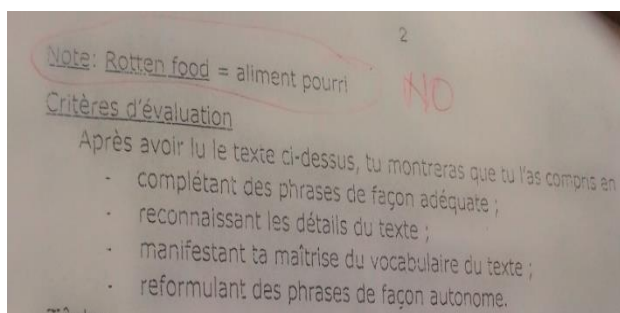 2
Note: Rotten food = aliment pourri
NO
Critères d'évaluation
Après avoir lu le texte ci-dessus, tu montreras que tu l'as compris en
- complétant des phrases de façon adéquate ;
- reconnaissant les détails du texte ;
- manifestant ta maîtrise du vocabulaire du texte ;
- reformulant des phrases de façon autonome.